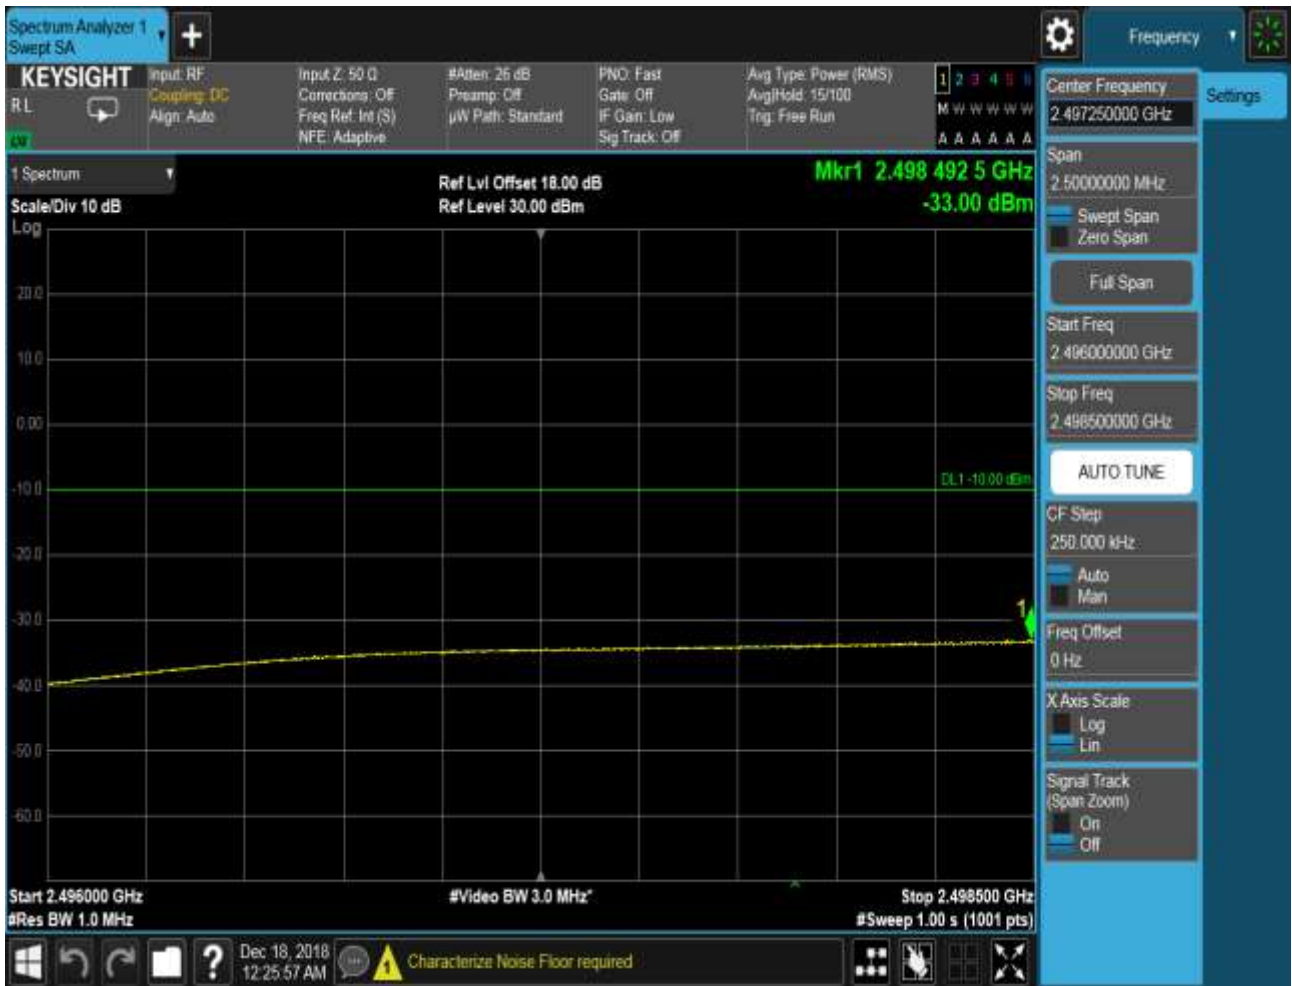 Spectrum Analyzer 1
Swept SA
Frequency
KEYSIGHT
R L
Input: RF
Coupling: DC
Align: Auto
Input Z: 50 Ω
Corrections: Off
Freq Ref: Int (S)
NFE: Adaptive
#Atten: 26 dB
Preamp: Off
µW Path: Standard
PNO: Fast
Gate: Off
IF Gain: Low
Sig Track: Off
Avg Type: Power (RMS)
Avg|Hold: 15/100
Trig: Free Run
1 2 3 4 5 6
M W W W W W
A A A A A A
Center Frequency
2.497250000 GHz
Settings
Span
2.50000000 MHz
Swept Span
Zero Span
Full Span
Start Freq
2.496000000 GHz
Stop Freq
2.498500000 GHz
AUTO TUNE
CF Step
250.000 kHz
Auto
Man
Freq Offset
0 Hz
X Axis Scale
Log
Lin
Signal Track
(Span Zoom)
On
Off
1 Spectrum
Scale/Div 10 dB
Log
Ref Lvl Offset 18.00 dB
Ref Level 30.00 dBm
Mkr1 2.498 492 5 GHz
-33.00 dBm
20.0
10.0
0.00
-10.0
DL1 -10.00 dBm
-20.0
-30.0
1
-40.0
-50.0
-60.0
Start 2.496000 GHz
#Res BW 1.0 MHz
#Video BW 3.0 MHz*
Stop 2.498500 GHz
#Sweep 1.00 s (1001 pts)
?
Dec 18, 2018
12:25:57 AM
1
Characterize Noise Floor required